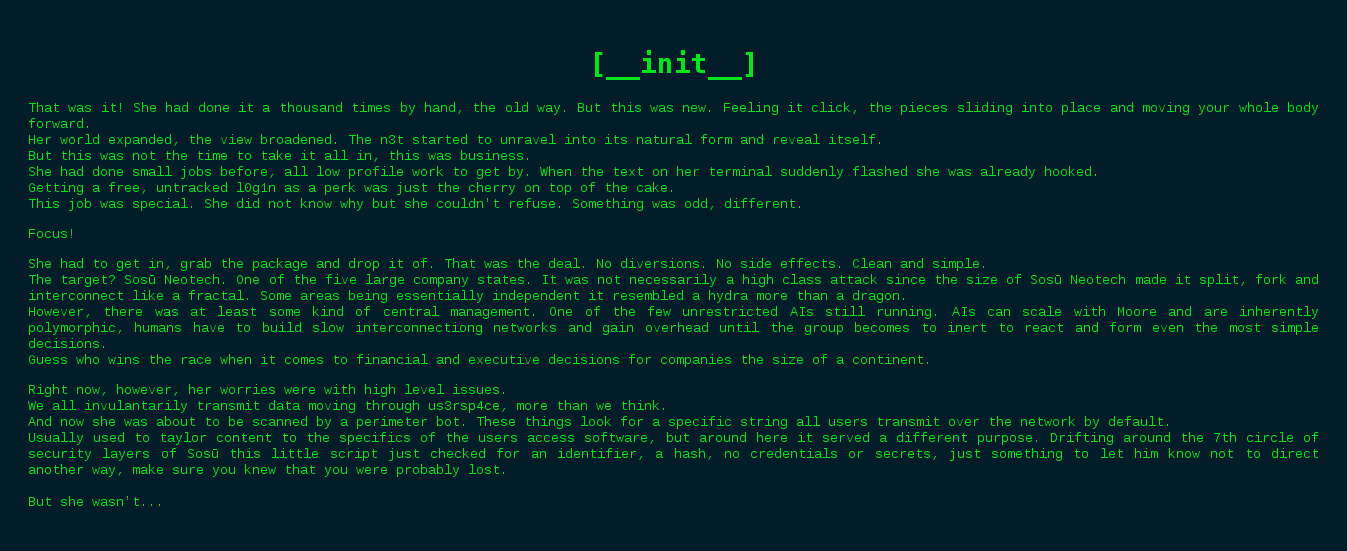 [__init__]
That was it! She had done it a thousand times by hand, the old way. But this was new. Feeling it click, the pieces sliding into place and moving your whole body
forward.
Her world expanded, the view broadened. The n3t started to unravel into its natural form and reveal itself.
But this was not the time to take it all in, this was business.
She had done small jobs before, all low profile work to get by. When the text on her terminal suddenly flashed she was already hooked.
Getting a free, untracked l0g1n as a perk was just the cherry on top of the cake.
This job was special. She did not know why but she couldn't refuse. Something was odd, different.
Focus!
She had to get in, grab the package and drop it of. That was the deal. No diversions. No side effects. Clean and simple.
The target? Sosū Neotech. One of the five large company states. It was not necessarily a high class attack since the size of Sosū Neotech made it split, fork and
interconnect like a fractal. Some areas being essentially independent it resembled a hydra more than a dragon.
However, there was at least some kind of central management. One of the few unrestricted AIs still running. AIs can scale with Moore and are inherently
polymorphic, humans have to build slow interconnectiong networks and gain overhead until the group becomes to inert to react and form even the most simple
decisions.
Guess who wins the race when it comes to financial and executive decisions for companies the size of a continent.
Right now, however, her worries were with high level issues.
We all invulantarily transmit data moving through us3rsp4ce, more than we think.
And now she was about to be scanned by a perimeter bot. These things look for a specific string all users transmit over the network by default.
Usually used to taylor content to the specifics of the users access software, but around here it served a different purpose. Drifting around the 7th circle of
security layers of Sosū this little script just checked for an identifier, a hash, no credentials or secrets, just something to let him know not to direct
another way, make sure you knew that you were probably lost.
But she wasn't...